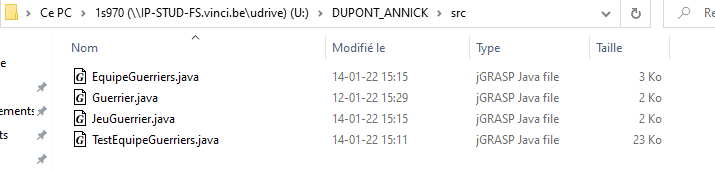 Ce PC > 1s970 (\\IP-STUD-FS.vinci.be\udrive) (U:) > DUPONT_ANNICK > src
Nom Modifié le Type Taille
EquipeGuerriers.java 14-01-22 15:15 jGRASP Java file 3 Ko
Guerrier.java 12-01-22 15:29 jGRASP Java file 2 Ko
JeuGuerrier.java 14-01-22 15:15 jGRASP Java file 2 Ko
TestEquipeGuerriers.java 14-01-22 15:11 jGRASP Java file 23 Ko